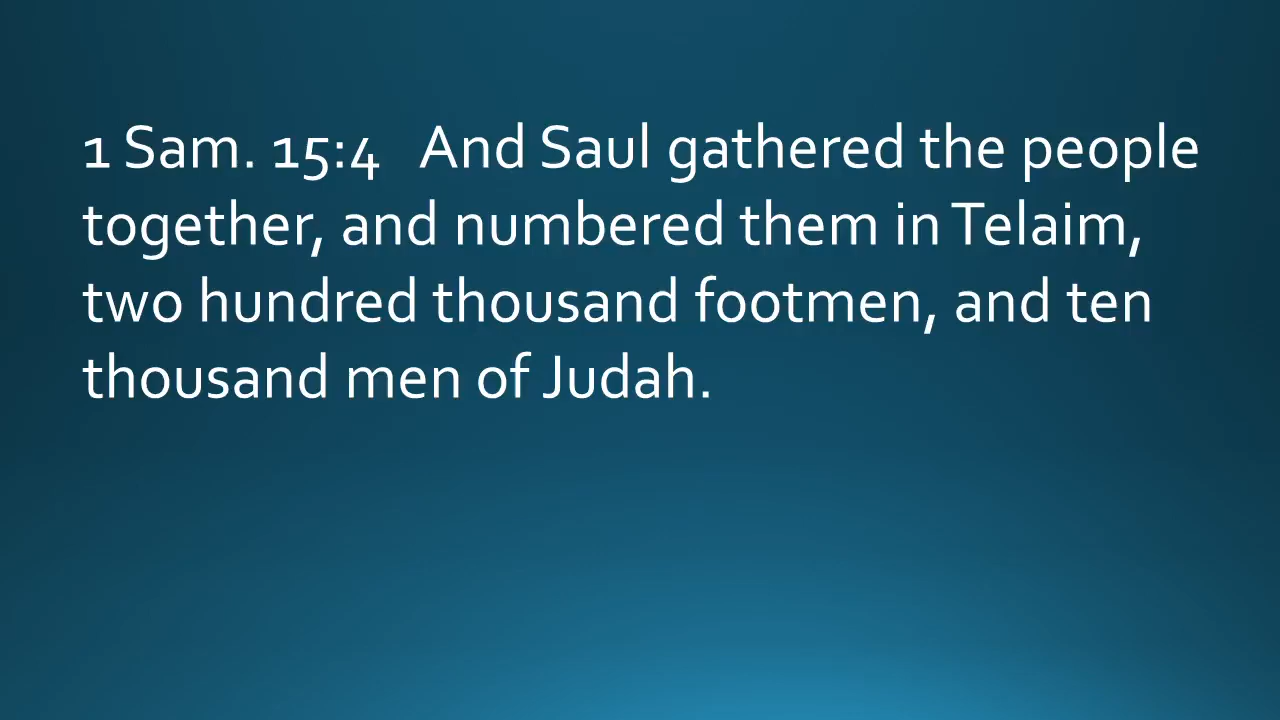 1 Sam. 15:4   And Saul gathered the people
together, and numbered them in Telaim,
two hundred thousand footmen, and ten
thousand men of Judah.